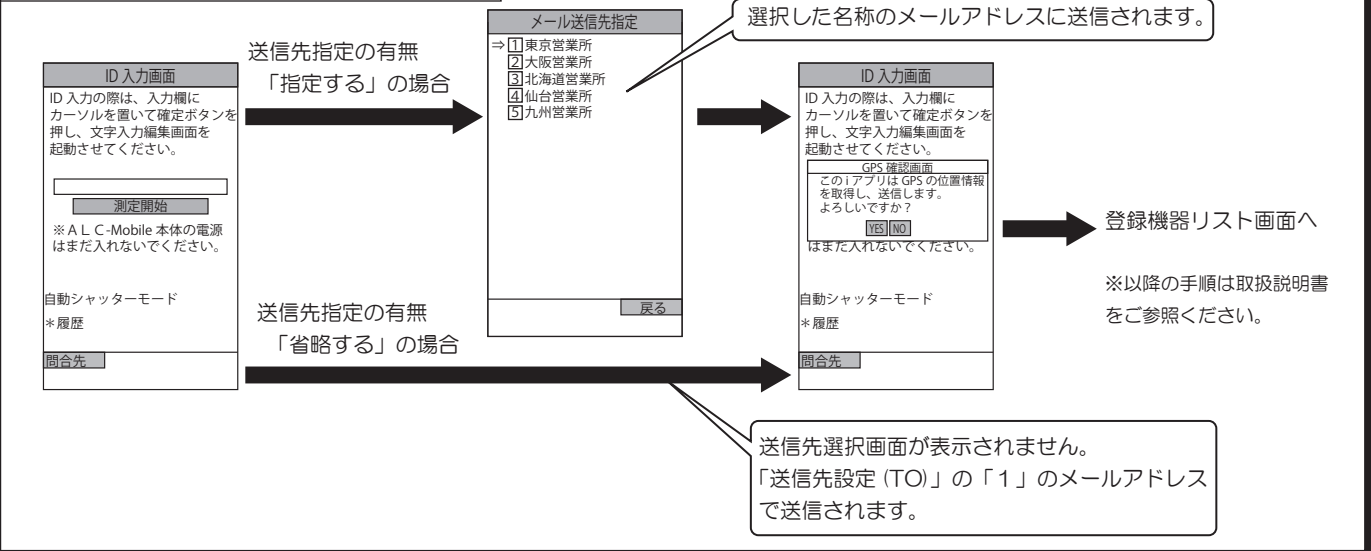 ID 入力画面
ID 入力の際は、入力欄に
カーソルを置いて確定ボタンを
押し、文字入力編集画面を
起動させてください。
測定開始
※ＡＬＣ-Mobile 本体の電源
はまだ入れないでください。
自動シャッターモード
＊履歴
問合先
送信先指定の有無
「指定する」の場合
送信先指定の有無
「省略する」の場合
メール送信先指定
⇒1東京営業所
2大阪営業所
3北海道営業所
4仙台営業所
5九州営業所
戻る
選択した名称のメールアドレスに送信されます。
ID 入力画面
ID 入力の際は、入力欄に
カーソルを置いて確定ボタンを
押し、文字入力編集画面を
起動させてください。
GPS 確認画面
このｉアプリは GPS の位置情報
を取得し、送信します。
よろしいですか？
YES NO
はまだ入れないでください。
自動シャッターモード
＊履歴
問合先
登録機器リスト画面へ
※以降の手順は取扱説明書
をご参照ください。
送信先選択画面が表示されません。
「送信先設定 (TO)」の「１」のメールアドレス
で送信されます。